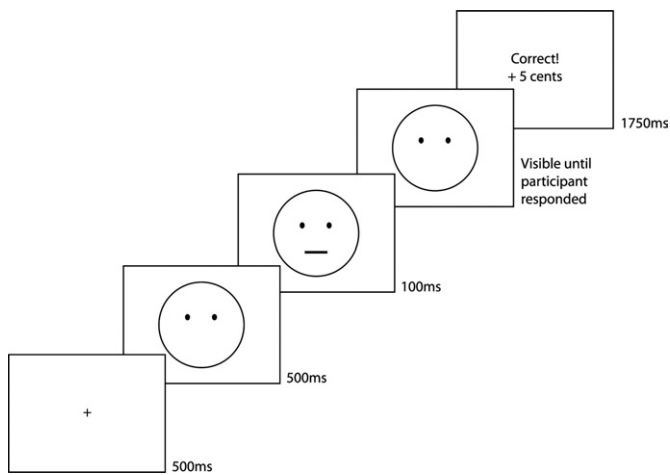 Correct!
+ 5 cents
1750ms
Visible until
participant
responded
100ms
500ms
+
500ms